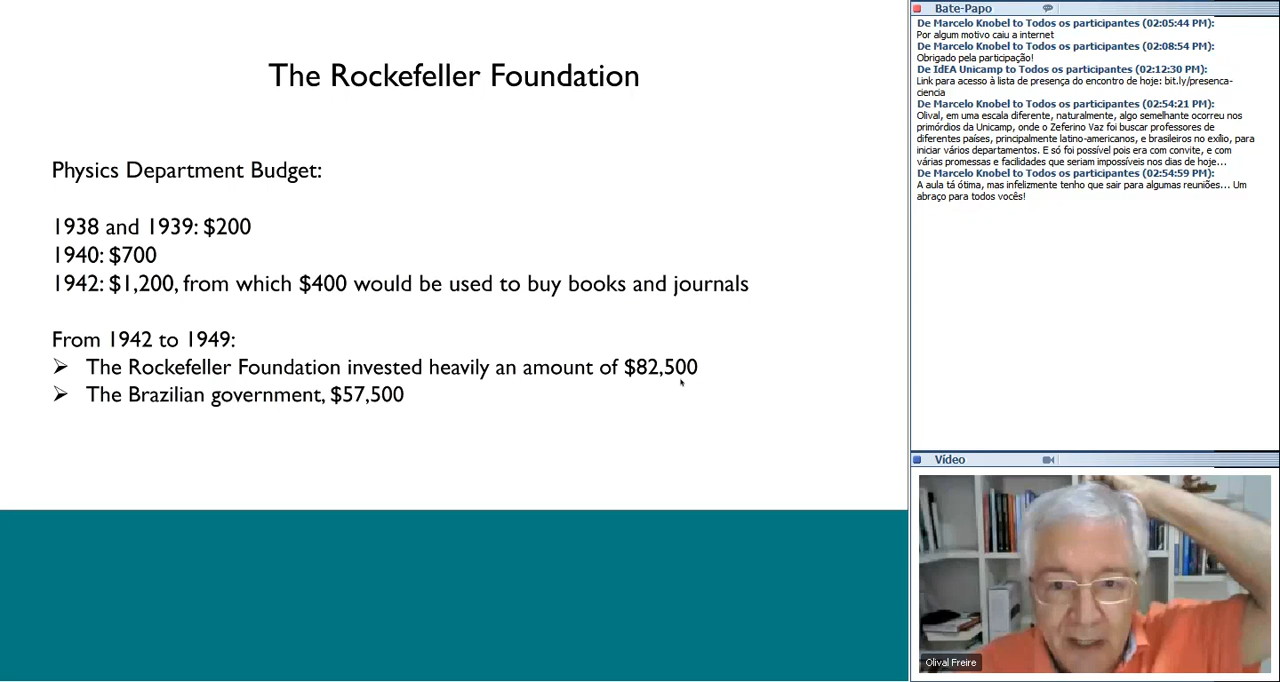 The Rockefeller Foundation
Physics Department Budget:
1938 and 1939: $200
1940: $700
1942: $1,200, from which $400 would be used to buy books and journals
From 1942 to 1949:
➢ The Rockefeller Foundation invested heavily an amount of $82,500
➢ The Brazilian government, $57,500
Bate-Papo
De Marcelo Knobel to Todos os participantes (02:05:44 PM):
Por algum motivo caiu a internet
De Marcelo Knobel to Todos os participantes (02:08:54 PM):
Obrigado pela participação!
De IdEA Unicamp to Todos os participantes (02:12:30 PM):
Link para acesso à lista de presença do encontro de hoje: bit.ly/presenca-
ciencia
De Marcelo Knobel to Todos os participantes (02:54:21 PM):
Olival, em uma escala diferente, naturalmente, algo semelhante ocorreu nos
primórdios da Unicamp, onde o Zeferino Vaz foi buscar professores de
diferentes países, principalmente latino-americanos, e brasileiros no exílio, para
iniciar vários departamentos. E só foi possível pois era com convite, e com
várias promessas e facilidades que seriam impossíveis nos dias de hoje...
De Marcelo Knobel to Todos os participantes (02:54:59 PM):
A aula tá ótima, mas infelizmente tenho que sair para algumas reuniões... Um
abraço para todos vocês!
Vídeo
Olival Freire